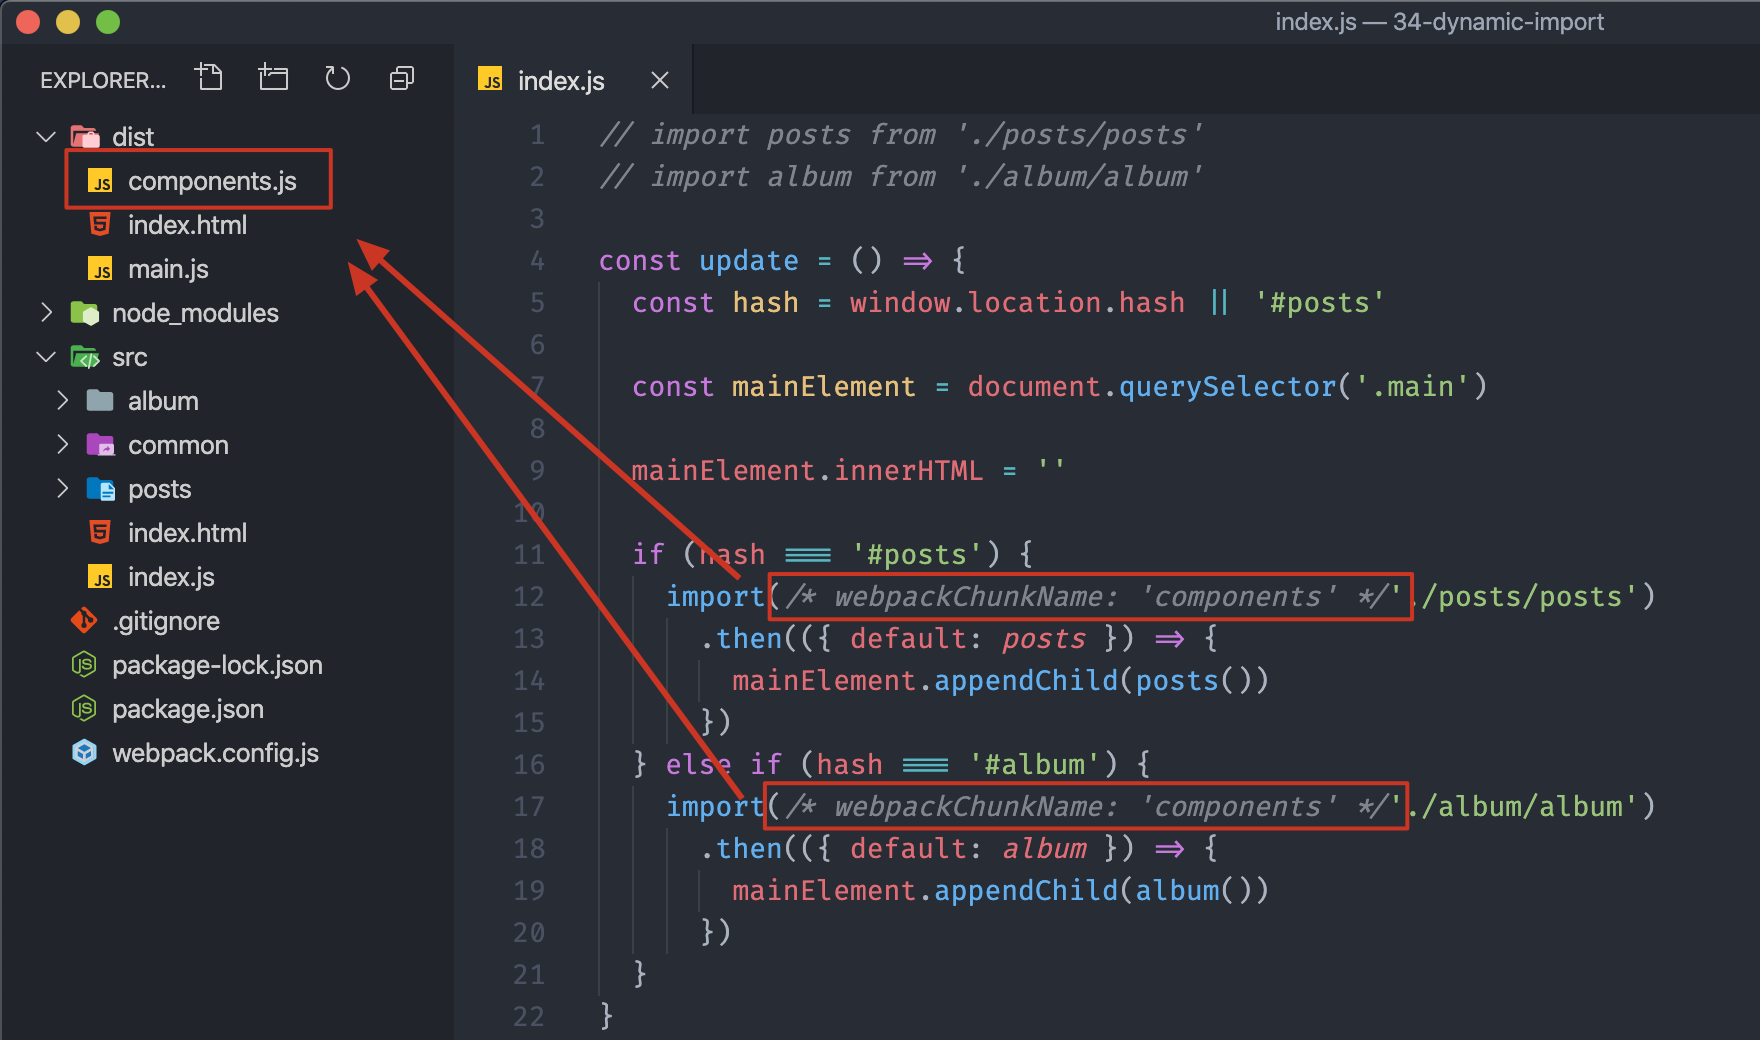 index.js — 34-dynamic-import
EXPLORER...
dist
components.js
index.html
main.js
node_modules
src
album
common
posts
index.html
index.js
.gitignore
package-lock.json
package.json
webpack.config.js
index.js
1 // import posts from './posts/posts'
2 // import album from './album/album'
3
4 const update = () => {
5 const hash = window.location.hash || '#posts'
6
7 const mainElement = document.querySelector('.main')
8
9 mainElement.innerHTML = ''
10
11 if (hash === '#posts') {
12 import(/* webpackChunkName: 'components' */'./posts/posts')
13 .then(({ default: posts }) => {
14 mainElement.appendChild(posts())
15 })
16 } else if (hash === '#album') {
17 import(/* webpackChunkName: 'components' */'./album/album')
18 .then(({ default: album }) => {
19 mainElement.appendChild(album())
20 })
21 }
22 }